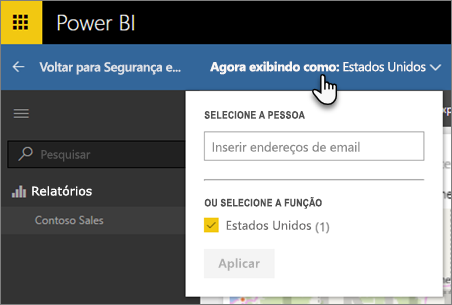 Power BI
Voltar para Segurança e...
Agora exibindo como: Estados Unidos
SELECIONE A PESSOA
Inserir endereços de email
Pesquisar
Relatórios
Contoso Sales
OU SELECIONE A FUNÇÃO
Estados Unidos (1)
Aplicar